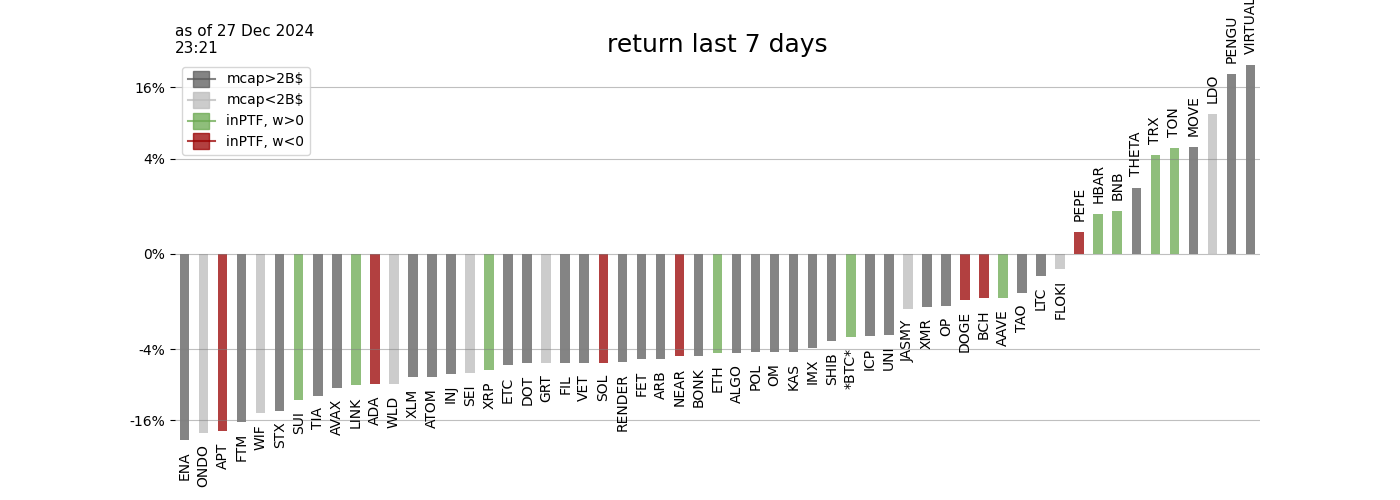 as of 27 Dec 2024
23:21
return last 7 days
mcap>2B$
mcap<2B$
inPTF, w>0
inPTF, w<0
16%
4%
0%
-4%
-16%
ENA
ONDO
APT
FTM
WIF
STX
SUI
TIA
AVAX
LINK
ADA
WLD
XLM
ATOM
INJ
SEI
XRP
ETC
DOT
GRT
FIL
VET
SOL
RENDER
FET
ARB
NEAR
BONK
ETH
ALGO
POL
OM
KAS
IMX
SHIB
*BTC*
ICP
UNI
JASMY
XMR
OP
DOGE
BCH
AAVE
TAO
LTC
FLOKI
PEPE
HBAR
BNB
THETA
TRX
TON
MOVE
LDO
PENGU
VIRTUAL